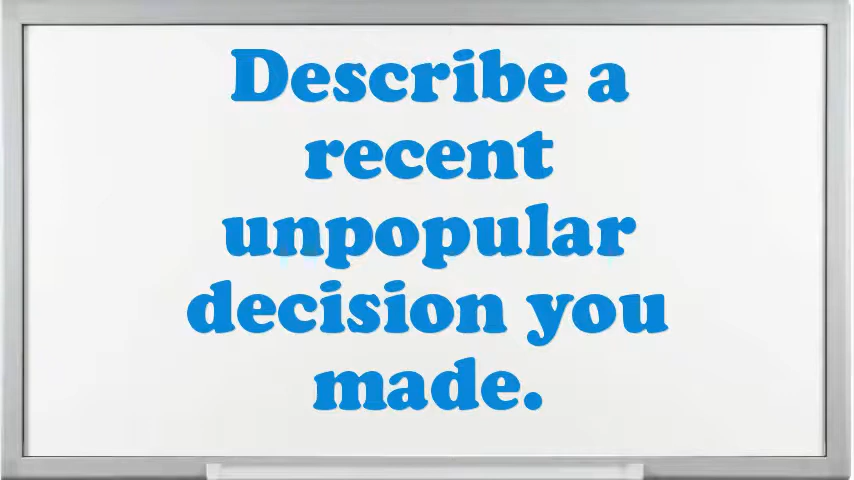 Describe a
recent
unpopular
decision you
made.